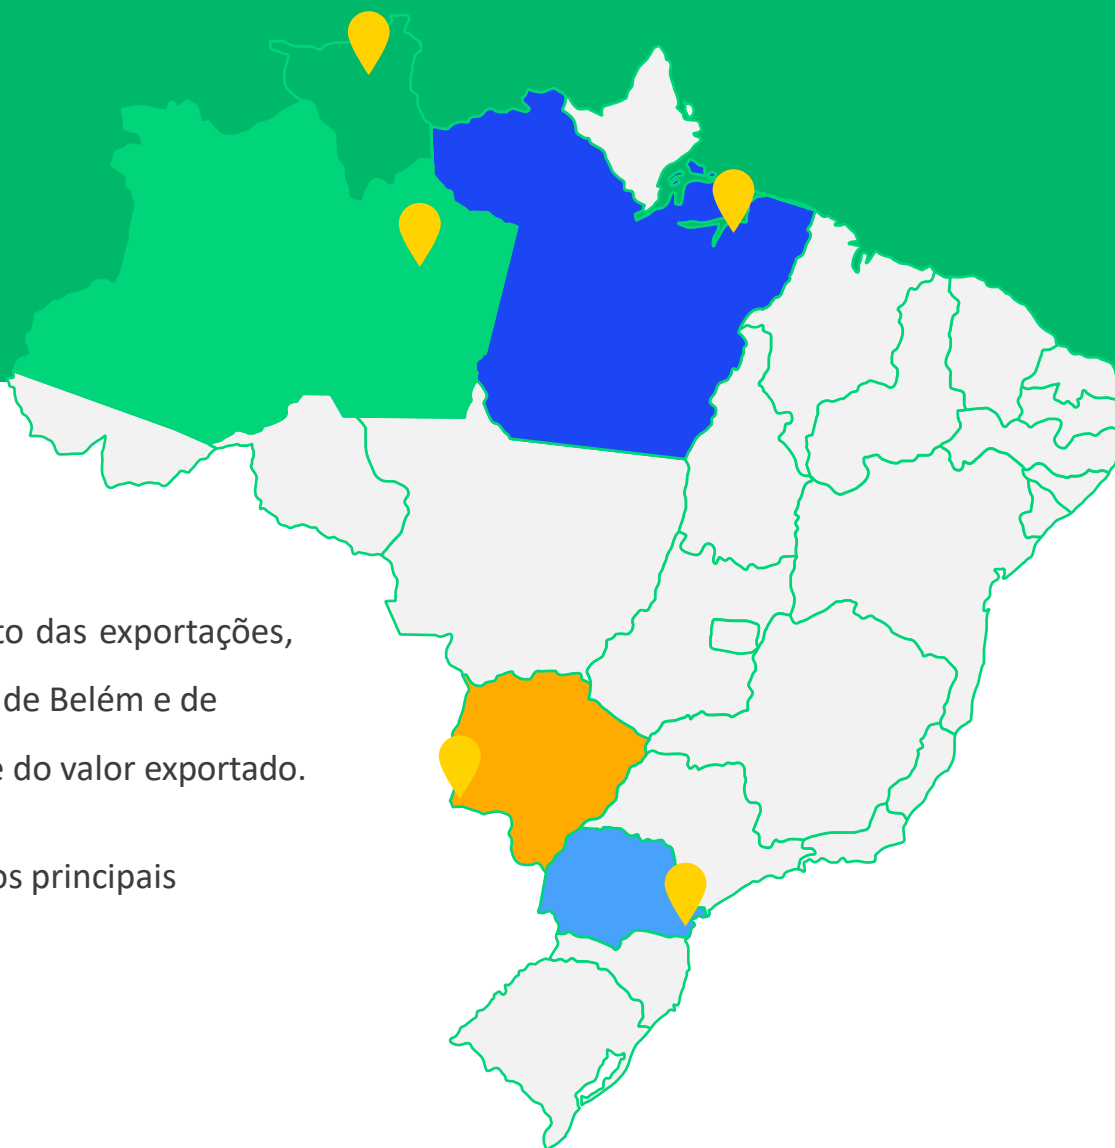 to das exportações,
de Belém e de
e do valor exportado.
os principais